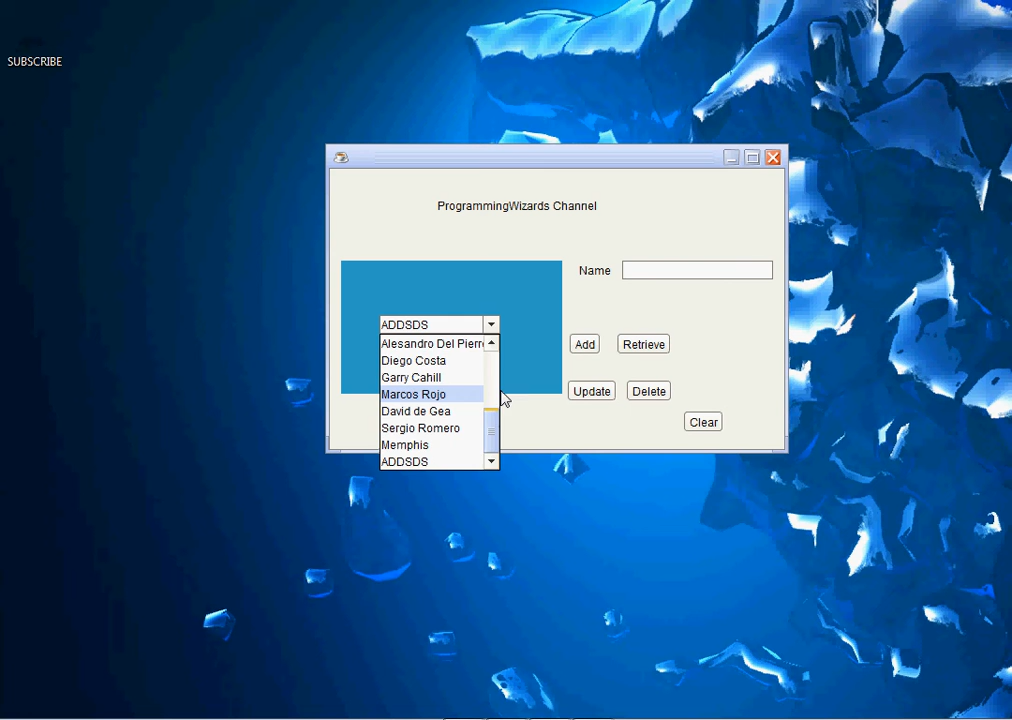 SUBSCRIBE
ProgrammingWizards Channel
Name
ADDSDS
Alesandro Del Pierr
Diego Costa
Garry Cahill
Marcos Rojo
David de Gea
Sergio Romero
Memphis
ADDSDS
Add Retrieve
Update Delete
Clear